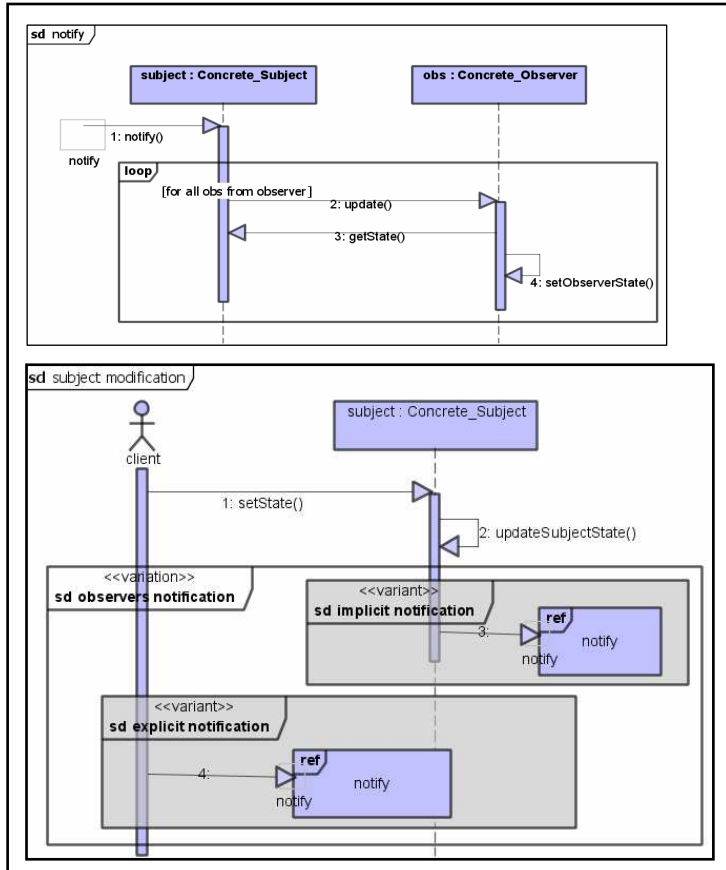 sd notify
subject : Concrete_Subject
obs : Concrete_Observer
1: notify()
notify
loop
[for all obs from observer]
2: update()
3: getState()
4: setObserverState()
sd subject modification
client
subject : Concrete_Subject
1: setState()
2: updateSubjectState()
<<variation>>
sd observers notification
<<variant>>
sd implicit notification
3:
ref
notify
notify
<<variant>>
sd explicit notification
4:
ref
notify
notify